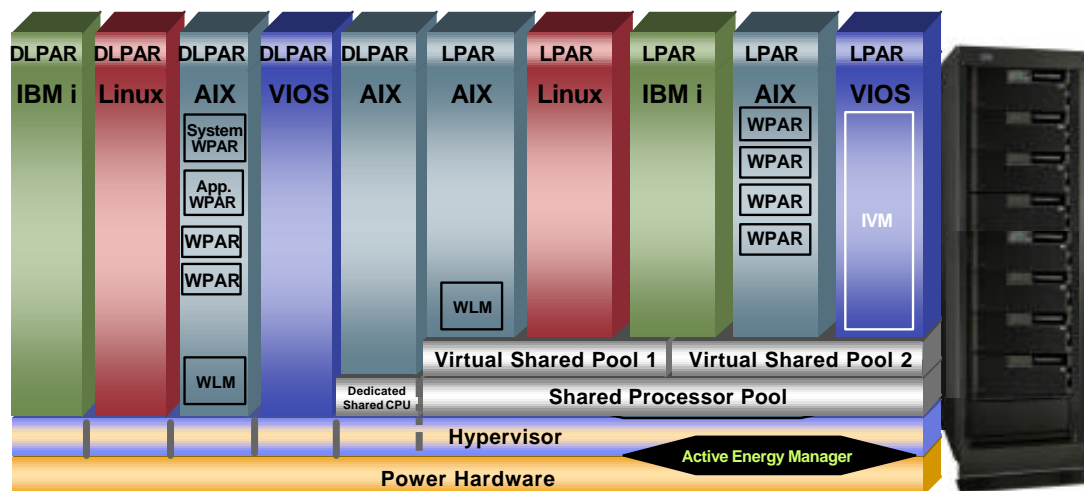 DLPAR DLPAR DLPAR DLPAR DLPAR LPAR LPAR LPAR LPAR LPAR
IBM i Linux AIX VIOS AIX AIX Linux IBM i AIX VIOS
System
WPAR
App.
WPAR
WPAR
WPAR
WLM
WLM
WPAR
WPAR
WPAR
WPAR
IVM
Virtual Shared Pool 1 Virtual Shared Pool 2
Dedicated
Shared CPU
Shared Processor Pool
Hypervisor
Active Energy Manager
Power Hardware